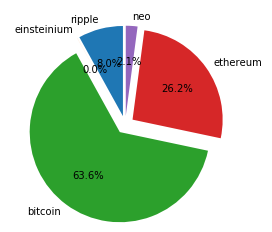 neo
ripple
einsteinium
ethereum
8.0%
2.1%
0.0%
26.2%
63.6%
bitcoin